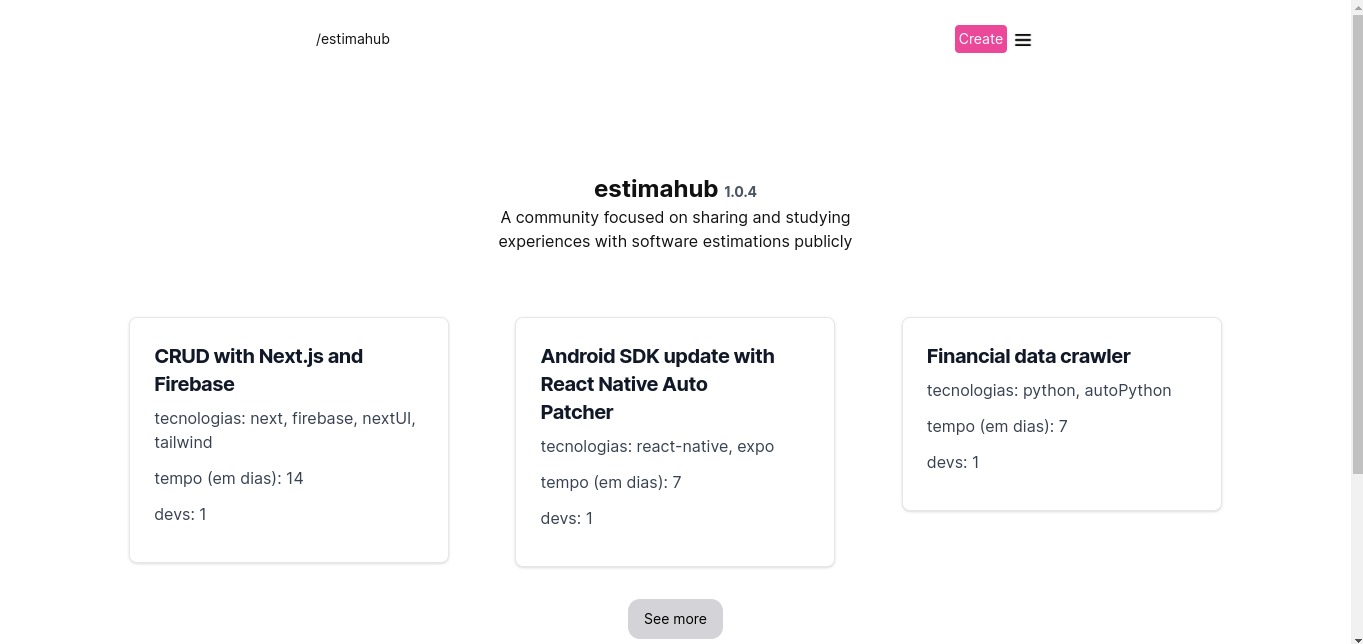 /estimahub
Create
estimahub 1.0.4
A community focused on sharing and studying
experiences with software estimations publicly
CRUD with Next.js and
Firebase
tecnologias: next, firebase, nextUI,
tailwind
tempo (em dias): 14
devs: 1
Android SDK update with
React Native Auto
Patcher
tecnologias: react-native, expo
tempo (em dias): 7
devs: 1
Financial data crawler
tecnologias: python, autoPython
tempo (em dias): 7
devs: 1
See more